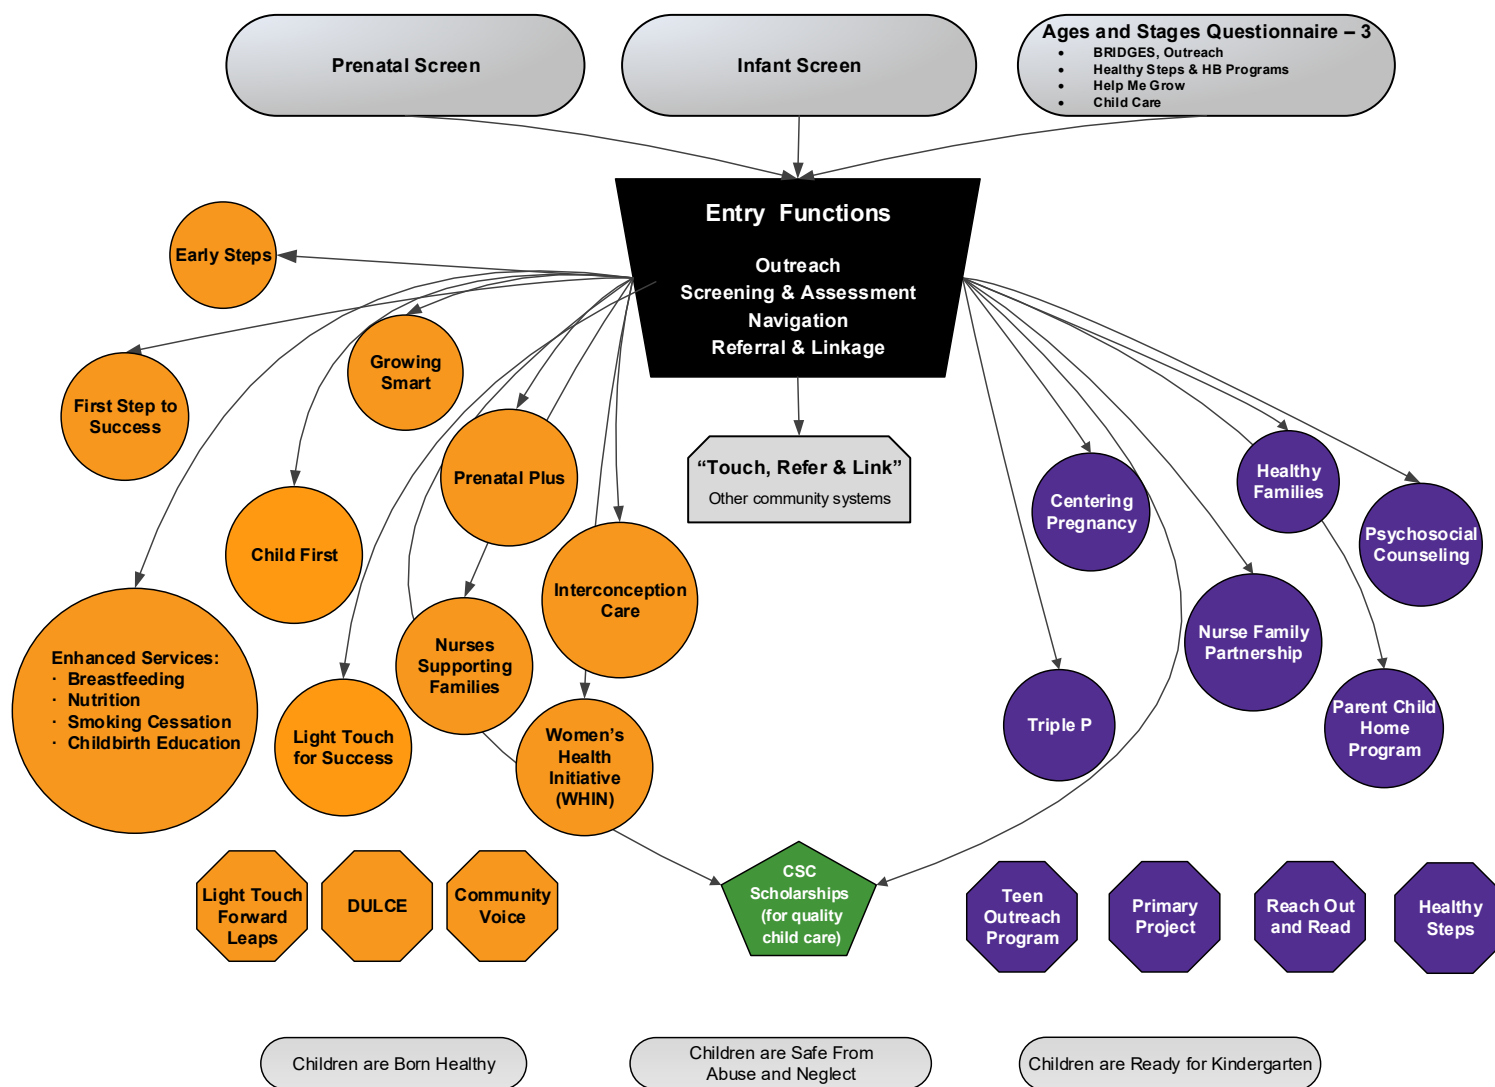 Prenatal Screen
Infant Screen
Ages and Stages Questionnaire – 3
• BRIDGES, Outreach
• Healthy Steps & HB Programs
• Help Me Grow
• Child Care
Entry Functions
Outreach
Screening & Assessment
Navigation
Referral & Linkage
Early Steps
Growing
Smart
First Step to
Success
Prenatal Plus
“Touch, Refer & Link”
Other community systems
Centering
Pregnancy
Healthy
Families
Psychosocial
Counseling
Child First
Interconception
Care
Nurses
Supporting
Families
Nurse Family
Partnership
Enhanced Services:
· Breastfeeding
· Nutrition
· Smoking Cessation
· Childbirth Education
Light Touch
for Success
Women’s
Health
Initiative
(WHIN)
Triple P
Parent Child
Home
Program
Light Touch
Forward
Leaps
DULCE
Community
Voice
CSC
Scholarships
(for quality
child care)
Teen
Outreach
Program
Primary
Project
Reach Out
and Read
Healthy
Steps
Children are Born Healthy
Children are Safe From
Abuse and Neglect
Children are Ready for Kindergarten